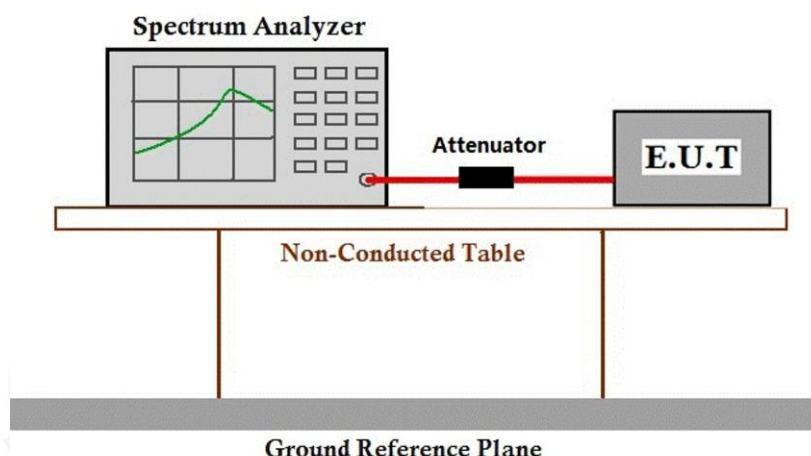 Spectrum Analyzer
Attenuator
E.U.T
Non-Conducted Table
Ground Reference Plane